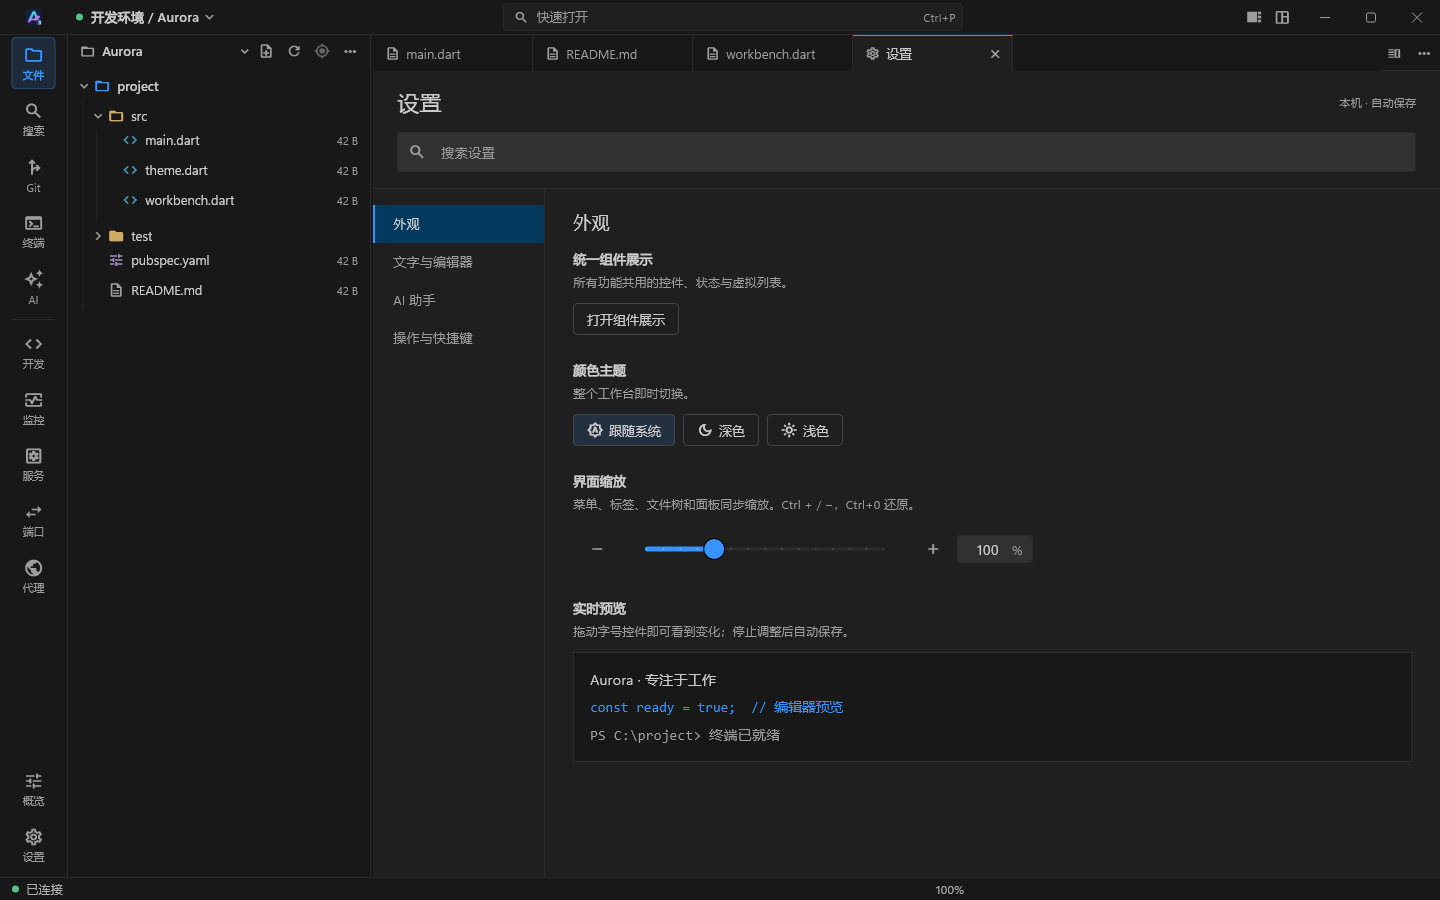 开发环境 / Aurora
快速打开
Ctrl+P
文件
搜索
Git
终端
AI
开发
监控
服务
端口
代理
概览
设置
Aurora
project
src
main.dart 42 B
theme.dart 42 B
workbench.dart 42 B
test
pubspec.yaml 42 B
README.md 42 B
main.dart
README.md
workbench.dart
设置
设置
本机 · 自动保存
搜索设置
外观
文字与编辑器
AI 助手
操作与快捷键
外观
统一组件展示
所有功能共用的控件、状态与虚拟列表。
打开组件展示
颜色主题
整个工作台即时切换。
跟随系统
深色
浅色
界面缩放
菜单、标签、文件树和面板同步缩放。Ctrl + / −，Ctrl+0 还原。
100 %
实时预览
拖动字号控件即可看到变化；停止调整后自动保存。
Aurora · 专注于工作
const ready = true;  // 编辑器预览
PS C:\project> 终端已就绪
已连接
100%